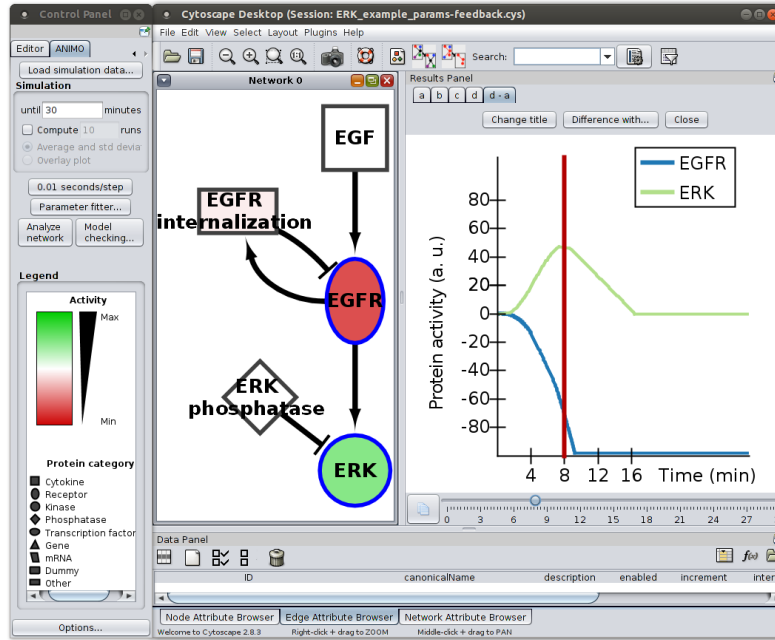 Control Panel
Cytoscape Desktop (Session: ERK_example_params-feedback.cys)
File Edit View Select Layout Plugins Help
Search:
Editor ANIMO
Load simulation data...
Simulation
until 30 minutes
Compute 10 runs
Average and std devia
Overlay plot
0.01 seconds/step
Parameter fitter...
Analyze network
Model checking...
Legend
Activity
Max
Min
Protein category
Cytokine
Receptor
Kinase
Phosphatase
Transcription factor
Gene
mRNA
Dummy
Other
Options...
Network 0
EGF
EGFR
internalization
EGFR
ERK
phosphatase
ERK
Results Panel
a b c d d - a
Change title Difference with... Close
EGFR
ERK
Protein activity (a. u.)
80
60
40
20
0
-20
-40
-60
-80
4 8 12 16 Time (min)
0 3 6 9 12 15 18 21 24 27
Data Panel
f(x)
ID canonicalName description enabled increment inter
Node Attribute Browser Edge Attribute Browser Network Attribute Browser
Welcome to Cytoscape 2.8.3 Right-click + drag to ZOOM Middle-click + drag to PAN